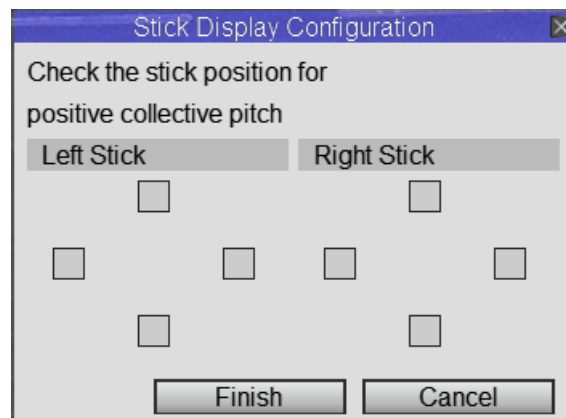 Stick Display Configuration
Check the stick position for
positive collective pitch
Left Stick
Right Stick
Finish
Cancel